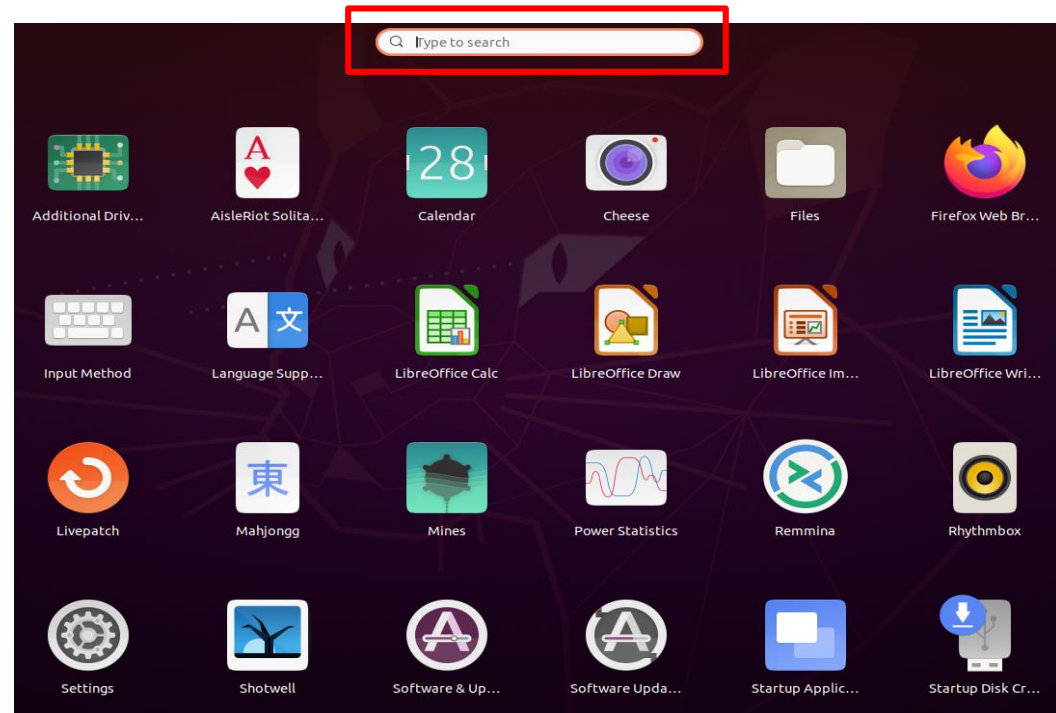 Type to search
A
28
Additional Driv...
AisleRiot Solita...
Calendar
Cheese
Files
Firefox Web Br...
A 文
Input Method
Language Supp...
LibreOffice Calc
LibreOffice Draw
LibreOffice Im...
LibreOffice Wri...
東
Livepatch
Mahjongg
Mines
Power Statistics
Remmina
Rhythmbox
A
A
Settings
Shotwell
Software & Up...
Software Upda...
Startup Applic...
Startup Disk Cr...